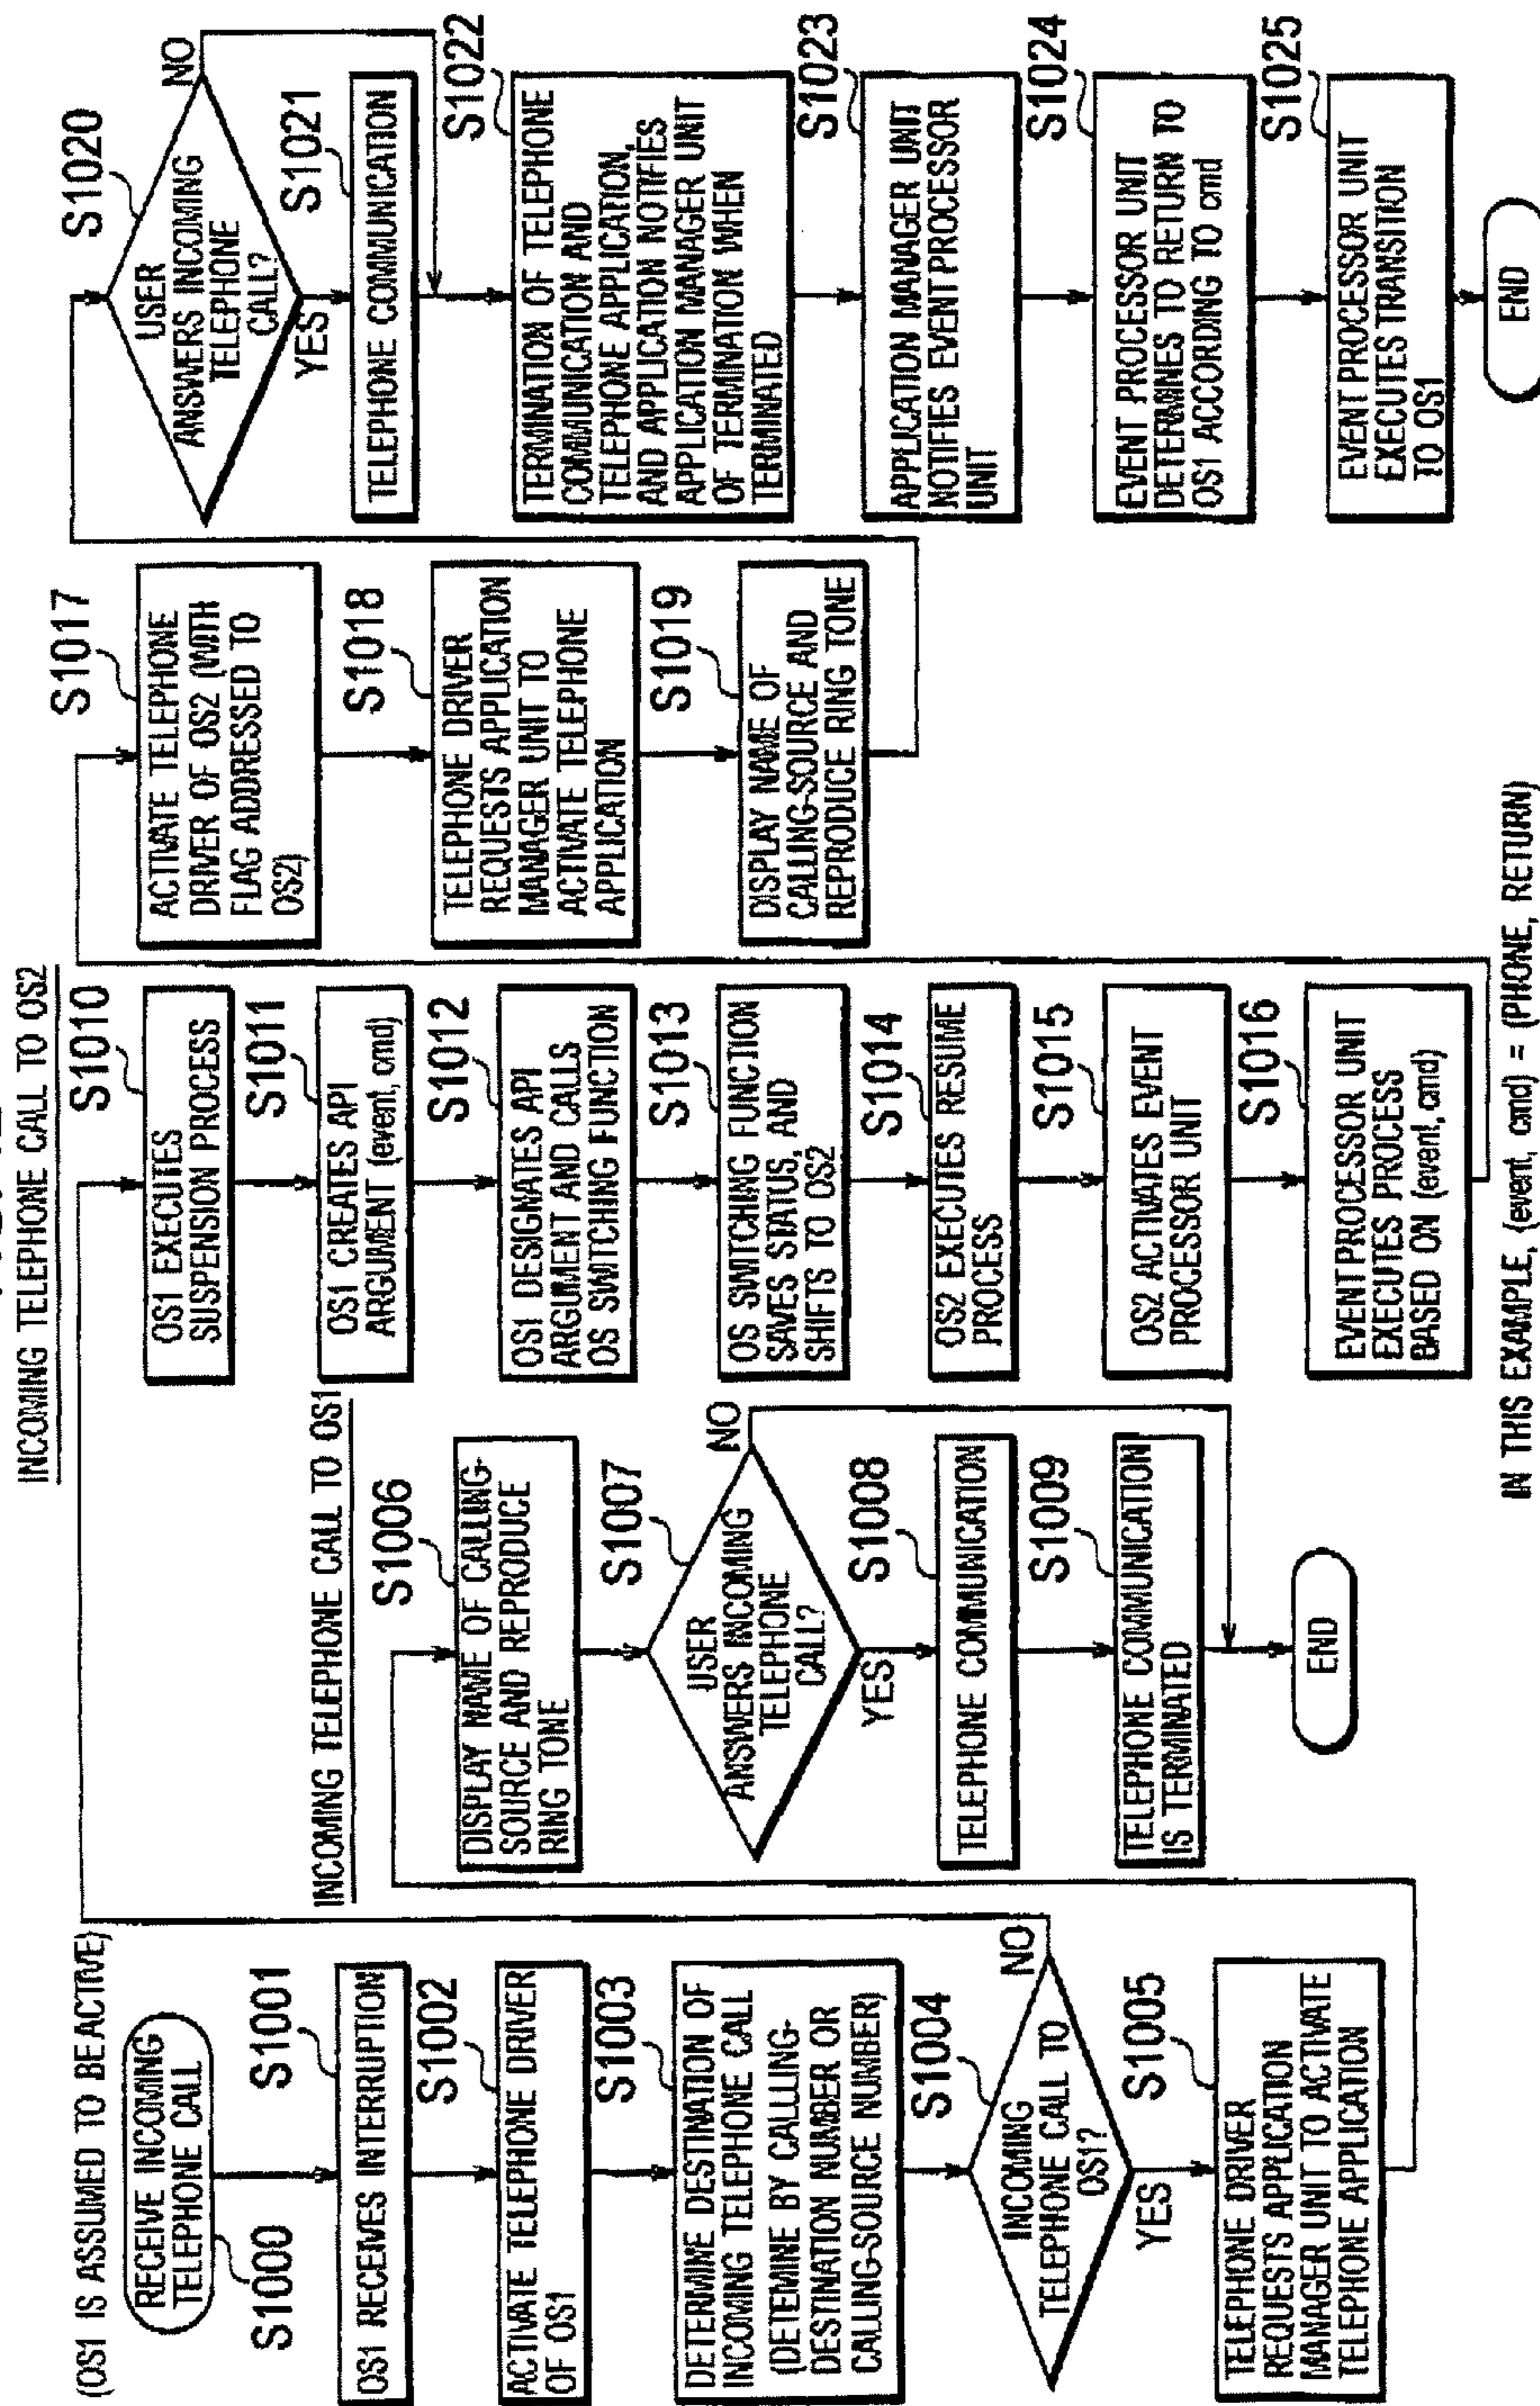 (OS1 IS ASSUMED TO BE ACTIVE)
RECEIVE INCOMING
TELEPHONE CALL
S1000
S1001
OS1 RECEIVES INTERRUPTION
S1002
ACTIVATE TELEPHONE DRIVER
OF OS1
S1003
DETERMINE DESTINATION OF
INCOMING TELEPHONE CALL
(DETEMINE BY CALLLING-
DESTINATION NUMBER OR
CALLING-SOURCE NUMBER)
S1004
INCOMING
TELEPHONE CALL TO
OS1?
NO
YES
S1005
TELEPHONE DRIVER
REQUESTS APPLICATION
MANAGER UNIT TO ACTIVATE
TELEPHONE APPLICATION
INCOMING TELEPHONE CALL TO OS1
S1006
DISPLAY NAME OF CALLING-
SOURCE AND REPRODUCE
RING TONE
S1007
USER
ANSWERS INCOMING
TELEPHONE
CALL?
NO
YES
S1008
TELEPHONE COMMUNICATION
S1009
TELEPHONE COMMUNICATION
IS TERMINATED
END
INCOMING TELEPHONE CALL TO OS2
S1010
OS1 EXECUTES
SUSPENSION PROCESS
S1011
OS1 CREATES API
ARGUMENT (event, cmd)
S1012
OS1 DESIGNATES API
ARGUMENT AND CALLS
OS SWITCHING FUNCTION
S1013
OS SWITCHING FUNCTION
SAVES STATUS, AND
SHIFTS TO OS2
S1014
OS2 EXECUTES RESUME
PROCESS
S1015
OS2 ACTIVATES EVENT
PROCESSOR UNIT
S1016
EVENT PROCESSOR UNIT
EXECUTES PROCESS
BASED ON (event, cmd)
IN THIS EXAMPLE, (event, cmd) = (PHONE, RETURN)
S1017
ACTIVATE TELEPHONE
DRIVER OF OS2 (WITH
FLAG ADDRESSED TO
OS2)
S1018
TELEPHONE DRIVER
REQUESTS APPLICATION
MANAGER UNIT TO
ACTIVATE TELEPHONE
APPLICATION
S1019
DISPLAY NAME OF
CALLING-SOURCE AND
REPRODUCE RING TONE
S1020
USER
ANSWERS INCOMING
TELEPHONE
CALL?
NO
YES
S1021
TELEPHONE COMMUNICATION
S1022
TERMINATION OF TELEPHONE
COMMUNICATION AND
TELEPHONE APPLICATION,
AND APPLICATION NOTIFIES
APPLICATION MANAGER UNIT
OF TERMINATION WHEN
TERMINATED
S1023
APPLICATION MANAGER UNIT
NOTIFIES EVENT PROCESSOR
UNIT
S1024
EVENT PROCESSOR UNIT
DETERMINES TO RETURN TO
OS1 ACCORDING TO cmd
S1025
EVENT PROCESSOR UNIT
EXECUTES TRANSITION
TO OS1
END